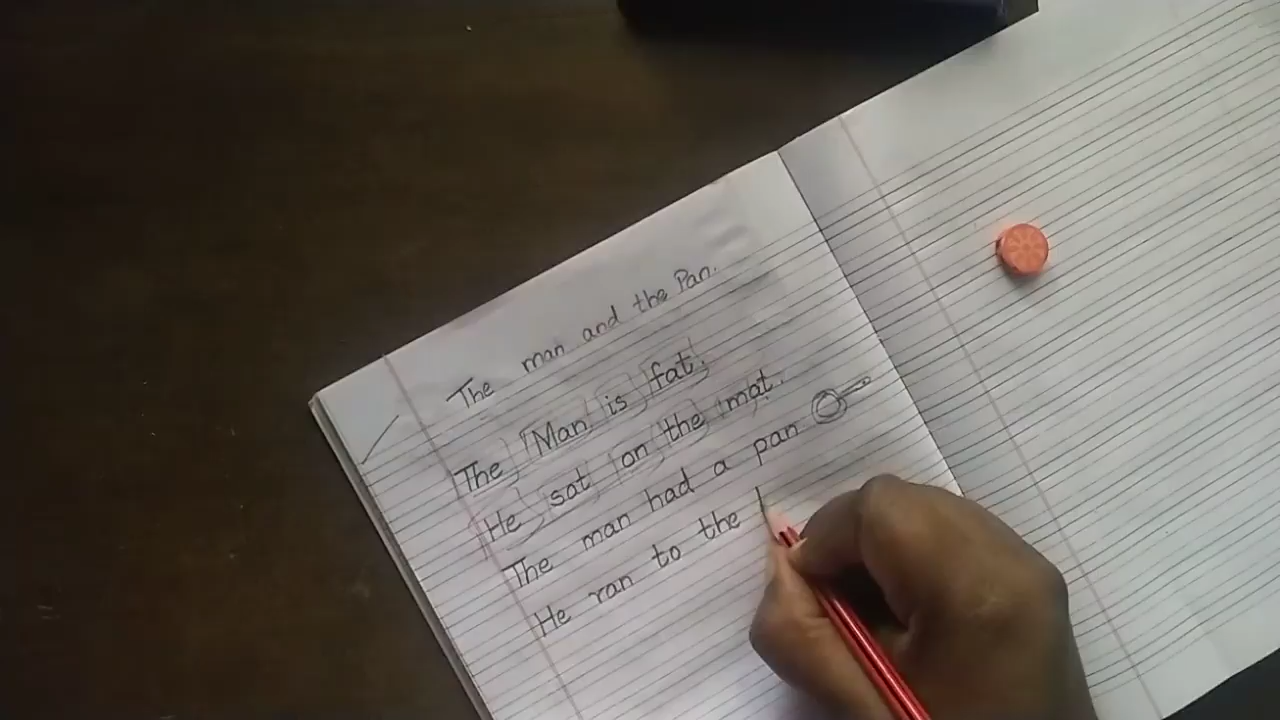 The man and the Pan.
The Man is fat.
He sat on the mat.
The man had a pan
He ran to the